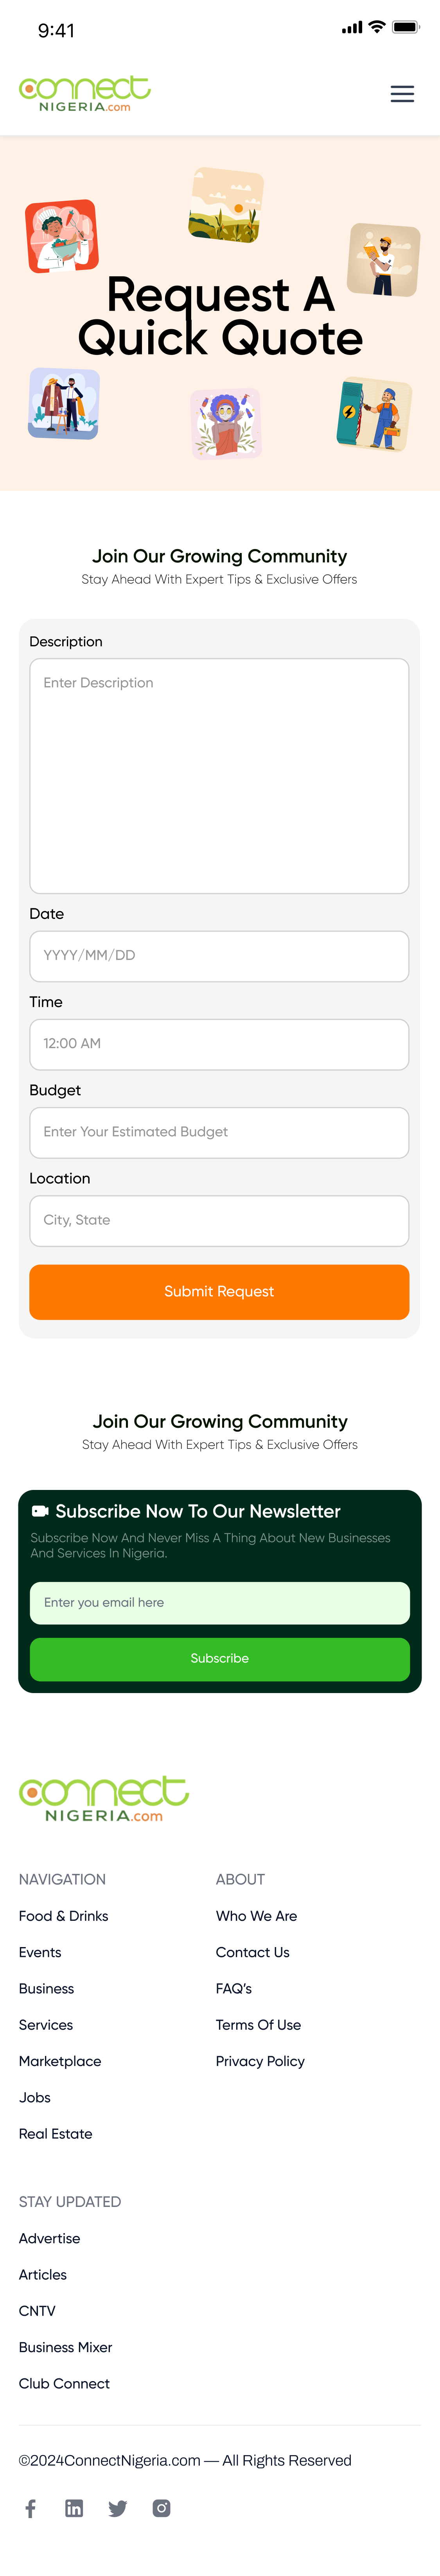 9:41
connect
NIGERIA.com
Request A
Quick Quote
Join Our Growing Community
Stay Ahead With Expert Tips & Exclusive Offers
Description
Enter Description
Date
YYYY/MM/DD
Time
12:00 AM
Budget
Enter Your Estimated Budget
Location
City, State
Submit Request
Join Our Growing Community
Stay Ahead With Expert Tips & Exclusive Offers
Subscribe Now To Our Newsletter
Subscribe Now And Never Miss A Thing About New Businesses
And Services In Nigeria.
Enter you email here
Subscribe
connect
NIGERIA.com
NAVIGATION
Food & Drinks
Events
Business
Services
Marketplace
Jobs
Real Estate
ABOUT
Who We Are
Contact Us
FAQ’s
Terms Of Use
Privacy Policy
STAY UPDATED
Advertise
Articles
CNTV
Business Mixer
Club Connect
©2024ConnectNigeria.com — All Rights Reserved